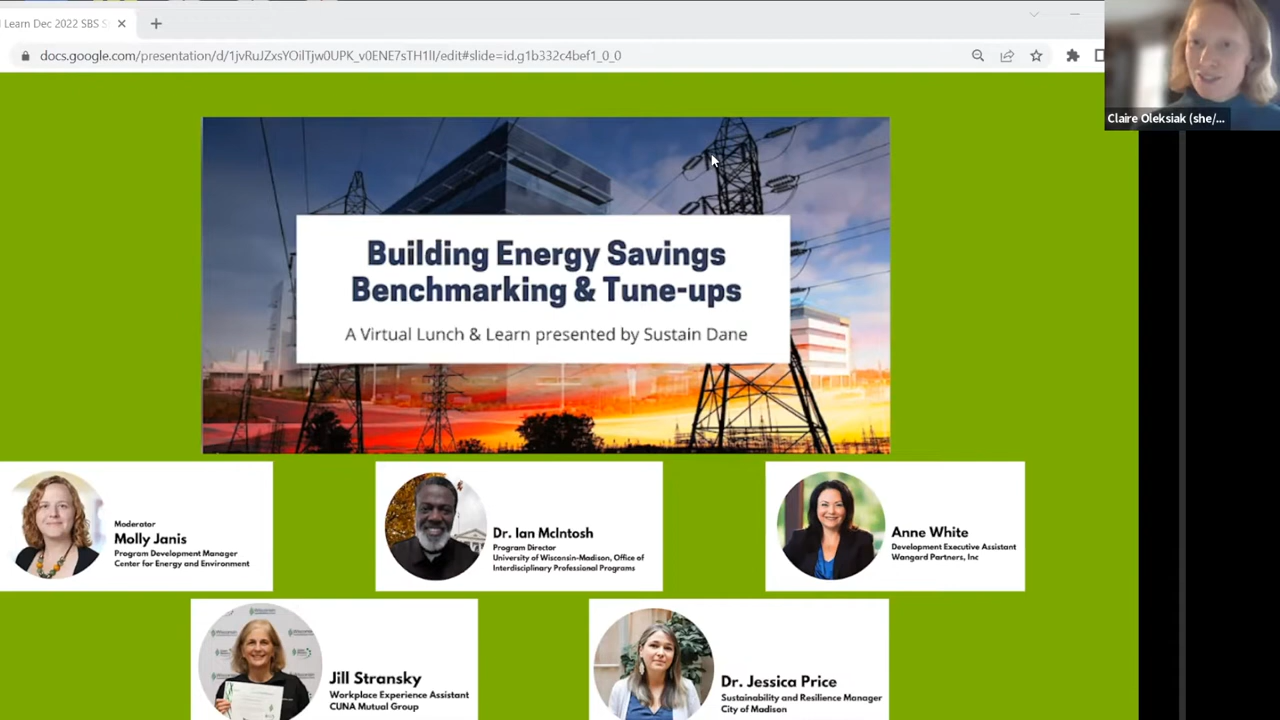 Learn Dec 2022 SBS S
docs.google.com/presentation/d/1jvRuJZxsYOilTjw0UPK_v0ENE7sTH1lI/edit#slide=id.g1b332c4bef1_0_0
Claire Oleksiak (she/...
Building Energy Savings
Benchmarking & Tune-ups
A Virtual Lunch & Learn presented by Sustain Dane
Moderator
Molly Janis
Program Development Manager
Center for Energy and Environment
Dr. Ian McIntosh
Program Director
University of Wisconsin-Madison, Office of
Interdisciplinary Professional Programs
Anne White
Development Executive Assistant
Wangard Partners, Inc
Jill Stransky
Workplace Experience Assistant
CUNA Mutual Group
Dr. Jessica Price
Sustainability and Resilience Manager
City of Madison